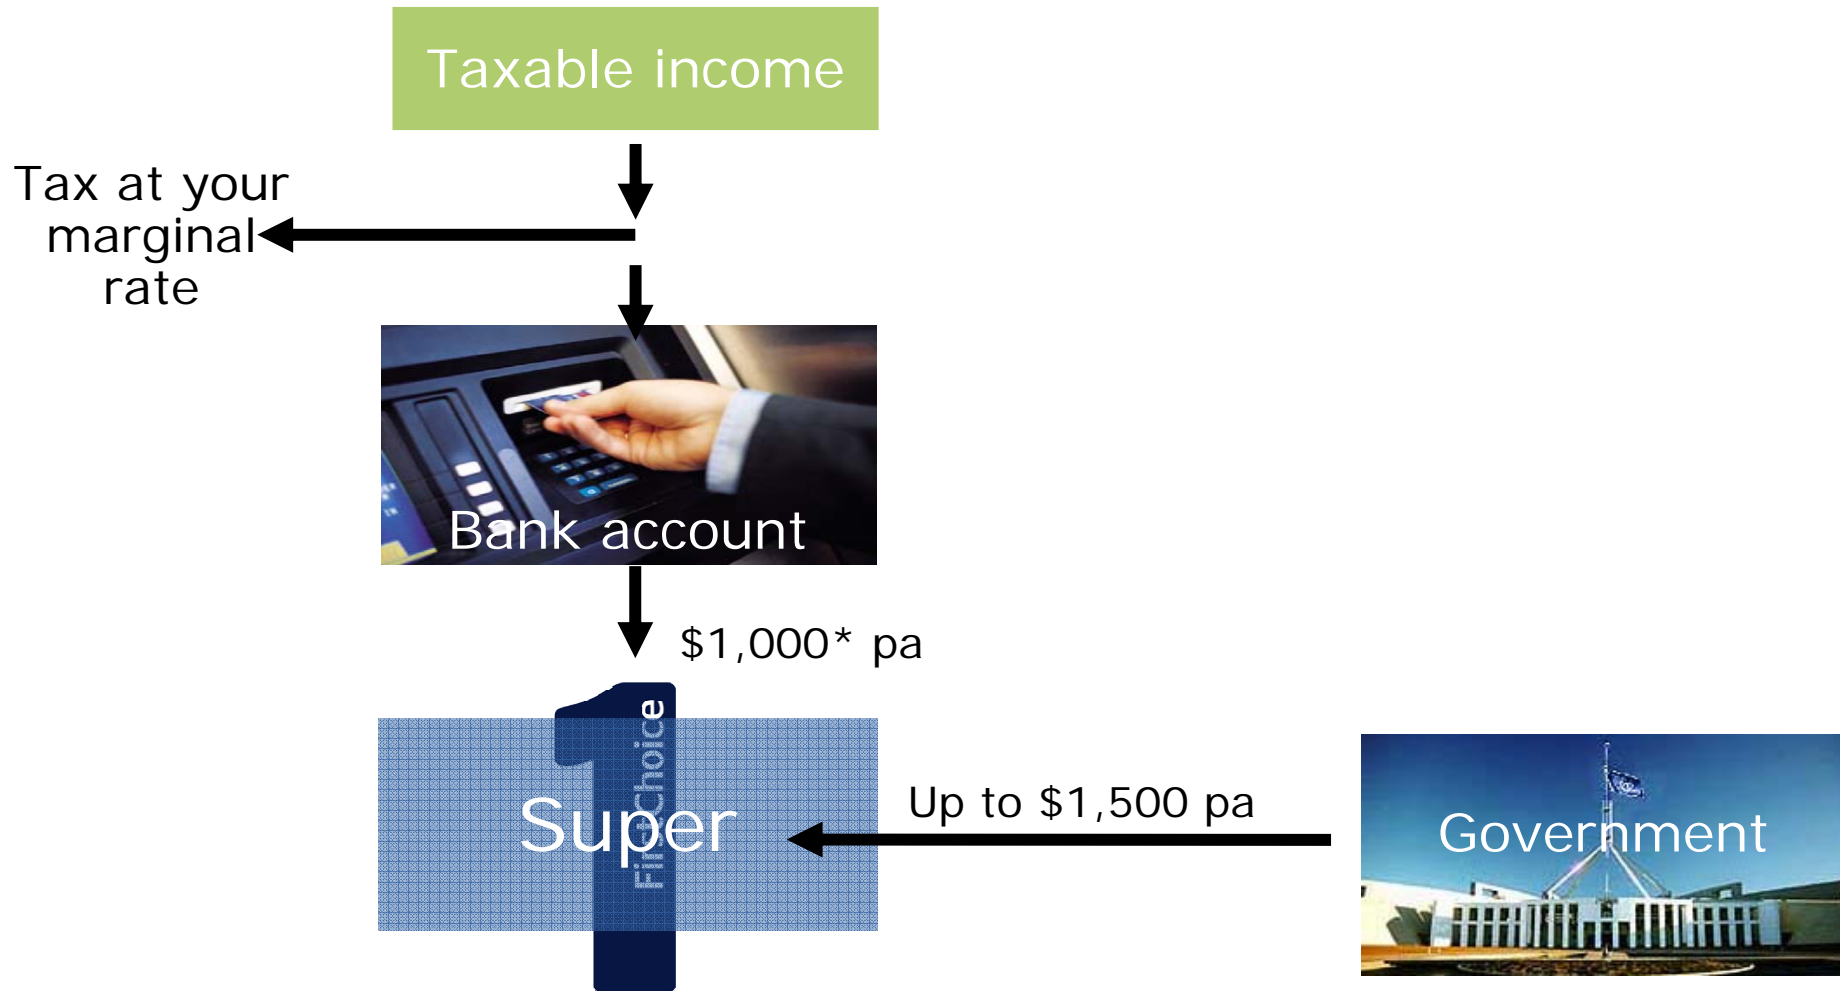 Taxable income
Tax at your
marginal
rate
Bank account
$1,000* pa
FirstChoice
Super
Up to $1,500 pa
Government